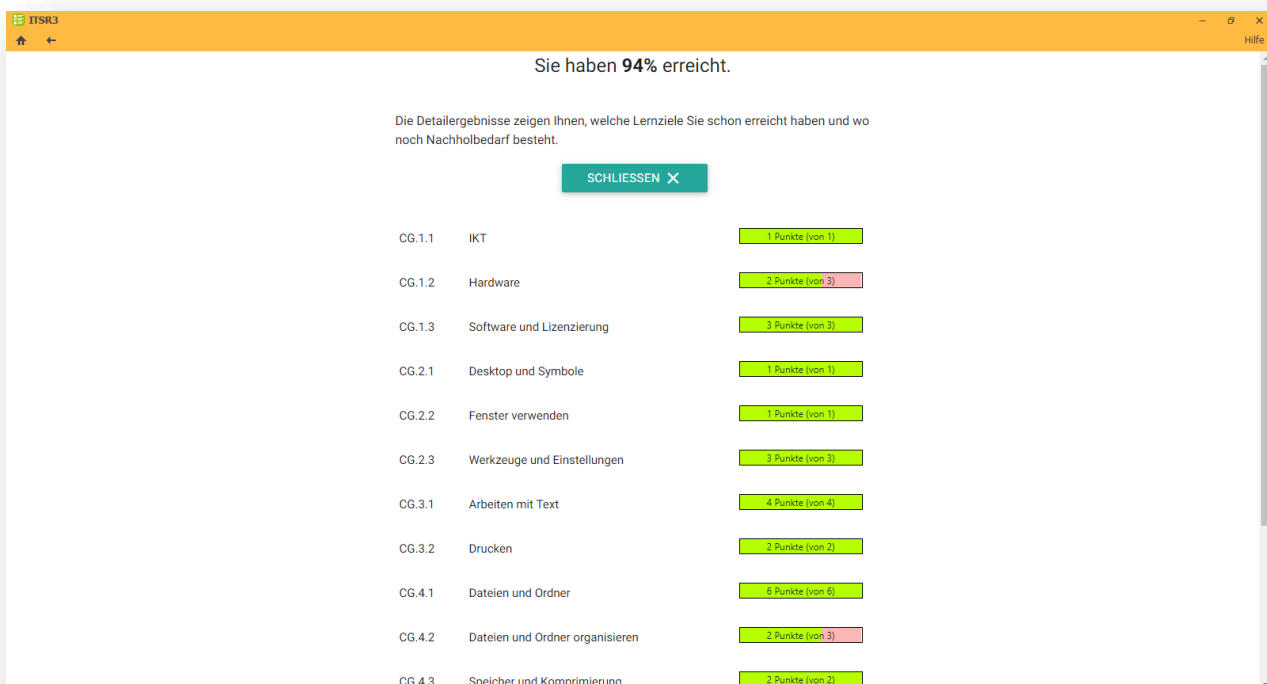 ITSR3
Hilfe
Sie haben 94% erreicht.
Die Detailergebnisse zeigen Ihnen, welche Lernziele Sie schon erreicht haben und wo
noch Nachholbedarf besteht.
SCHLIESSEN
CG.1.1 IKT 1 Punkte (von 1)
CG.1.2 Hardware 2 Punkte (von 3)
CG.1.3 Software und Lizenzierung 3 Punkte (von 3)
CG.2.1 Desktop und Symbole 1 Punkte (von 1)
CG.2.2 Fenster verwenden 1 Punkte (von 1)
CG.2.3 Werkzeuge und Einstellungen 3 Punkte (von 3)
CG.3.1 Arbeiten mit Text 4 Punkte (von 4)
CG.3.2 Drucken 2 Punkte (von 2)
CG.4.1 Dateien und Ordner 6 Punkte (von 6)
CG.4.2 Dateien und Ordner organisieren 2 Punkte (von 3)
CG.4.3 Speicher und Komprimierung 2 Punkte (von 2)